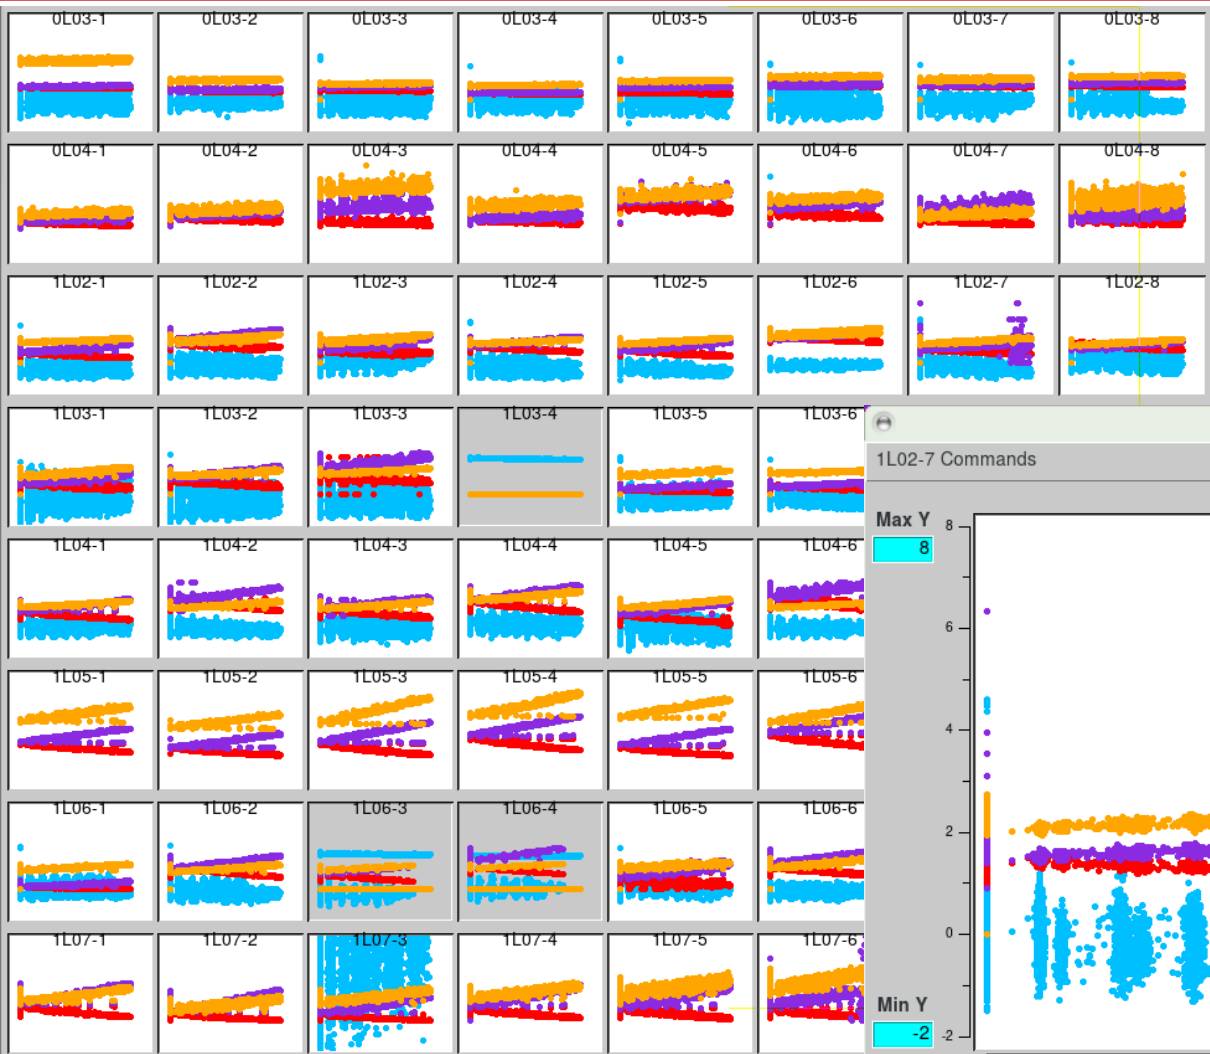 0L03-1 0L03-2 0L03-3 0L03-4 0L03-5 0L03-6 0L03-7 0L03-8
0L04-1 0L04-2 0L04-3 0L04-4 0L04-5 0L04-6 0L04-7 0L04-8
1L02-1 1L02-2 1L02-3 1L02-4 1L02-5 1L02-6 1L02-7 1L02-8
1L03-1 1L03-2 1L03-3 1L03-4 1L03-5 1L03-6
1L04-1 1L04-2 1L04-3 1L04-4 1L04-5 1L04-6
1L05-1 1L05-2 1L05-3 1L05-4 1L05-5 1L05-6
1L06-1 1L06-2 1L06-3 1L06-4 1L06-5 1L06-6
1L07-1 1L07-2 1L07-3 1L07-4 1L07-5 1L07-6
1L02-7 Commands
Max Y
8
8
6
4
2
0
-2
Min Y
-2